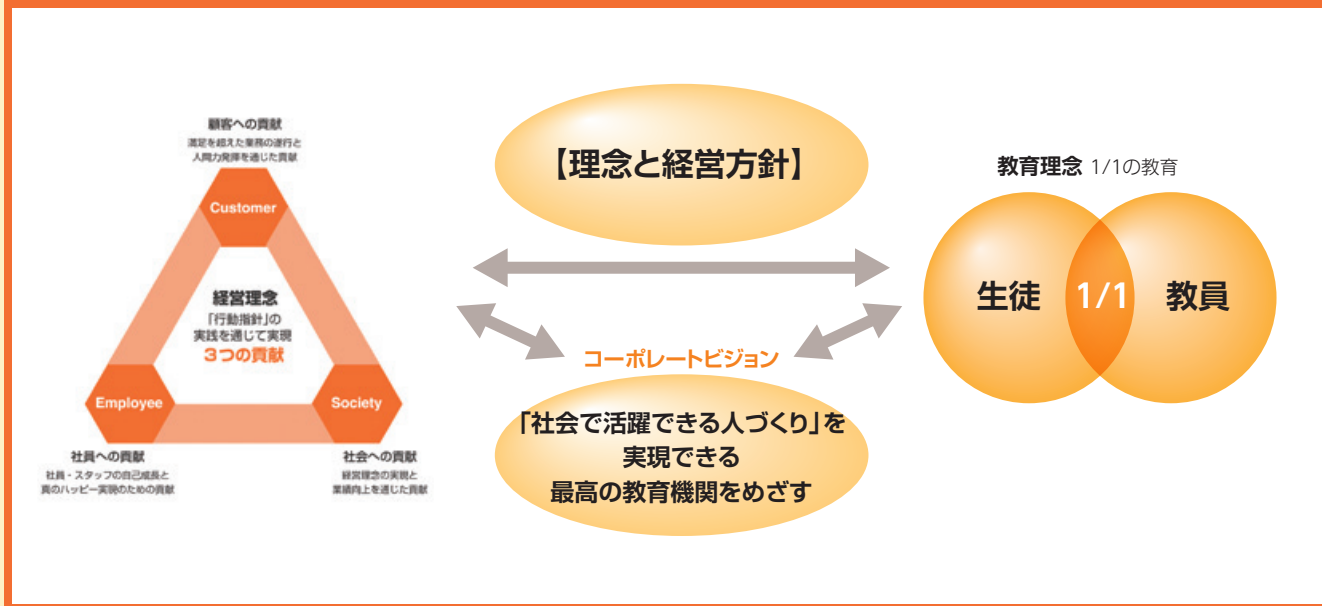 【理念と経営方針】
顧客への貢献
満足を超えた業務の遂行と
人間力発揮を通じた貢献
Customer
経営理念
「行動指針」の
実践を通じて実現
3つの貢献
Employee
Society
社員への貢献
社員・スタッフの自己成長と
真のハッピー実現のための貢献
社会への貢献
経営理念の実現と
業績向上を通じた貢献
コーポレートビジョン
「社会で活躍できる人づくり」を
実現できる
最高の教育機関をめざす
教育理念 1/1の教育
生徒 1/1 教員